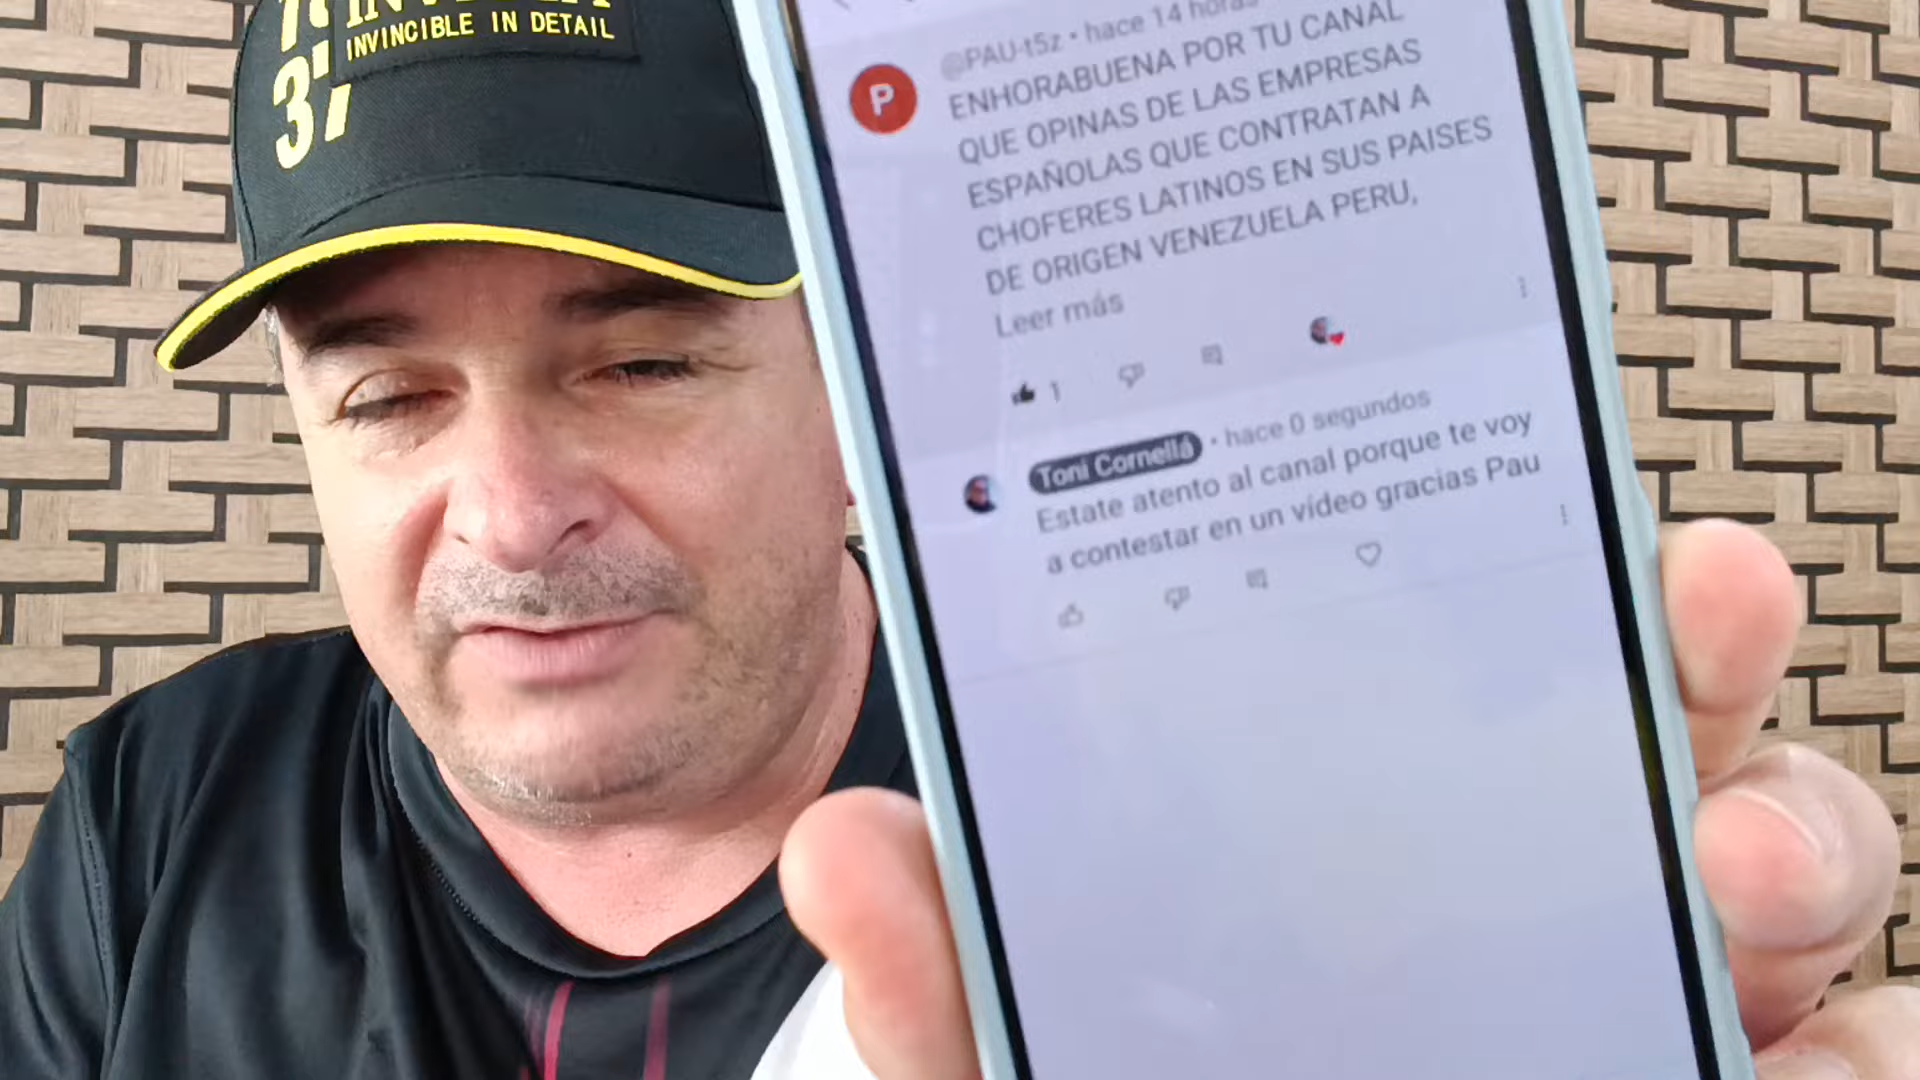 INVINCIBLE IN DETAIL
37
@PAU-t5z • hace 14 horas
ENHORABUENA POR TU CANAL
QUE OPINAS DE LAS EMPRESAS
ESPAÑOLAS QUE CONTRATAN A
CHOFERES LATINOS EN SUS PAISES
DE ORIGEN VENEZUELA PERU,
Leer más
P
1
Toni Cornellá • hace 0 segundos
Estate atento al canal porque te voy
a contestar en un vídeo gracias Pau